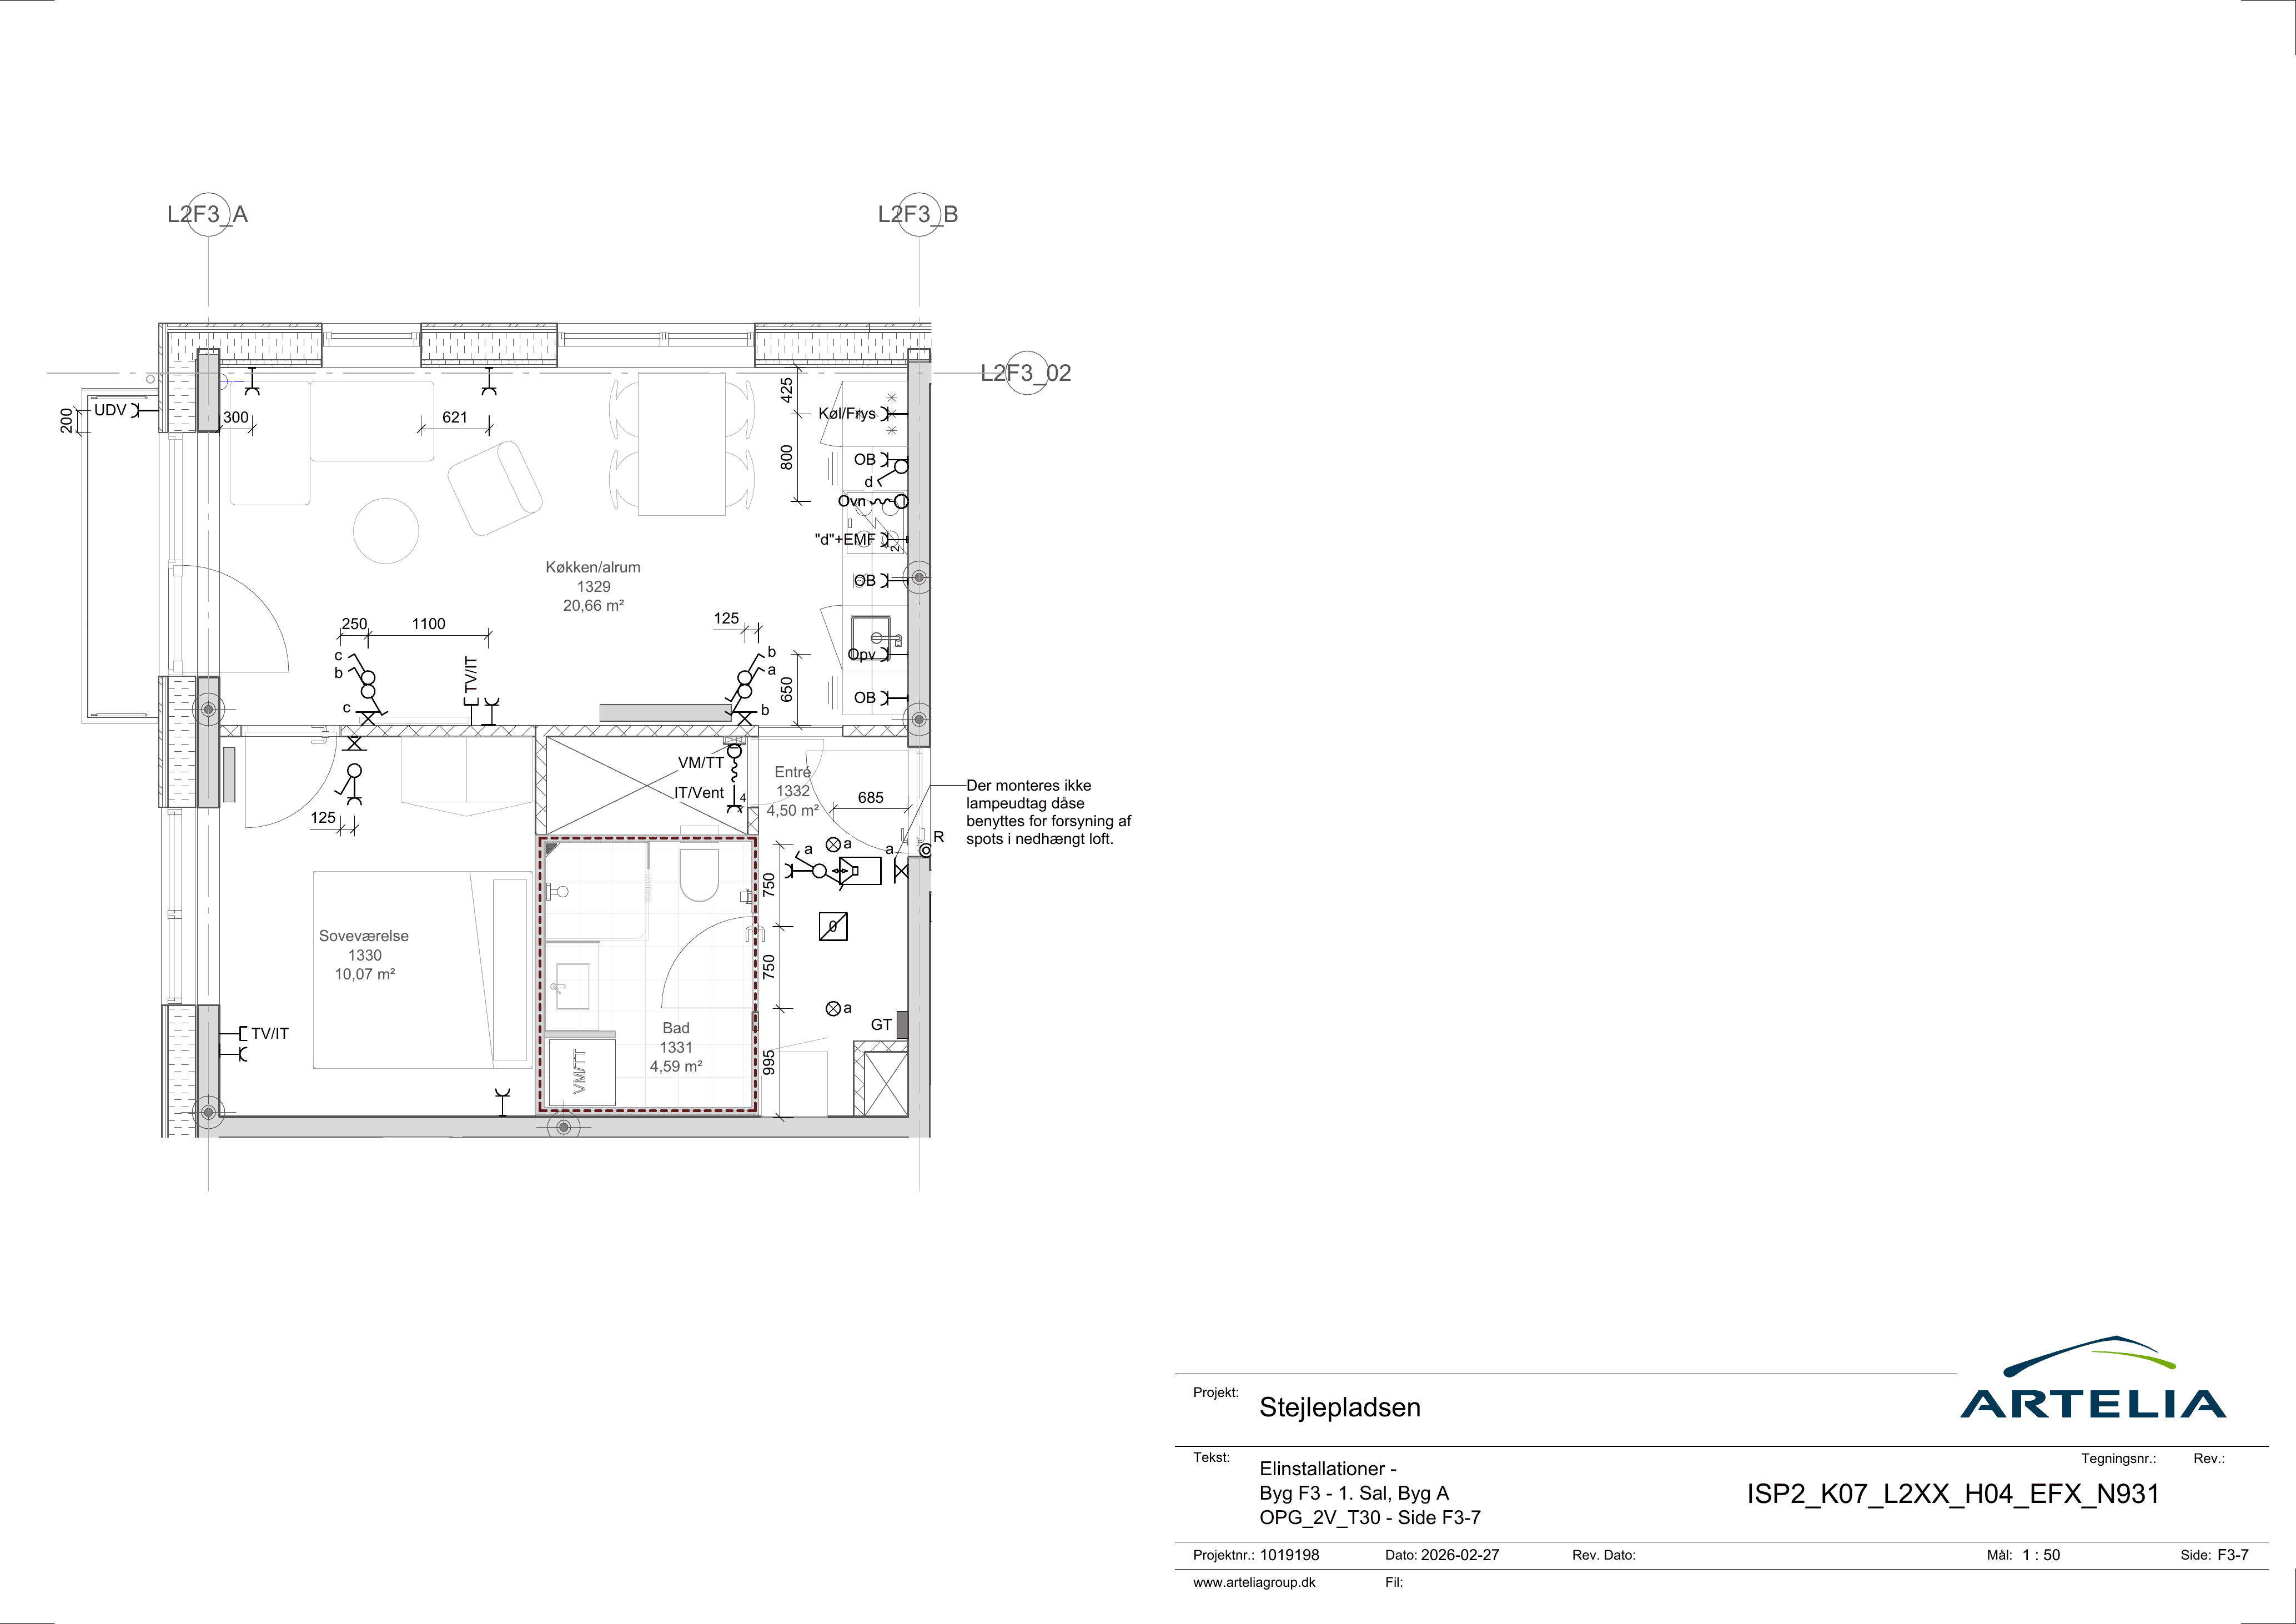 L2F3_A
L2F3_B
L2F3_02
200
UDV
300
621
425
Køl/Frys
800
OB
d
Ovn
"d"+EMF
2
OB
Køkken/alrum
1329
20,66 m²
250
1100
125
c
b
c
TV/IT
b
a
b
650
Opv
OB
VM/TT
IT/Vent
4
Entré
1332
4,50 m²
685
Der monteres ikke
lampeudtag dåse
benyttes for forsyning af
spots i nedhængt loft.
R
125
a
a
a
750
0
750
a
GT
995
Soveværelse
1330
10,07 m²
TV/IT
Bad
1331
4,59 m²
VM/TT
Projekt:
Stejlepladsen
ARTELIA
Tekst:
Elinstallationer -
Byg F3 - 1. Sal, Byg A
OPG_2V_T30 - Side F3-7
Tegningsnr.:
Rev.:
ISP2_K07_L2XX_H04_EFX_N931
Projektnr.: 1019198
Dato: 2026-02-27
Rev. Dato:
Mål: 1 : 50
Side: F3-7
www.arteliagroup.dk
Fil: